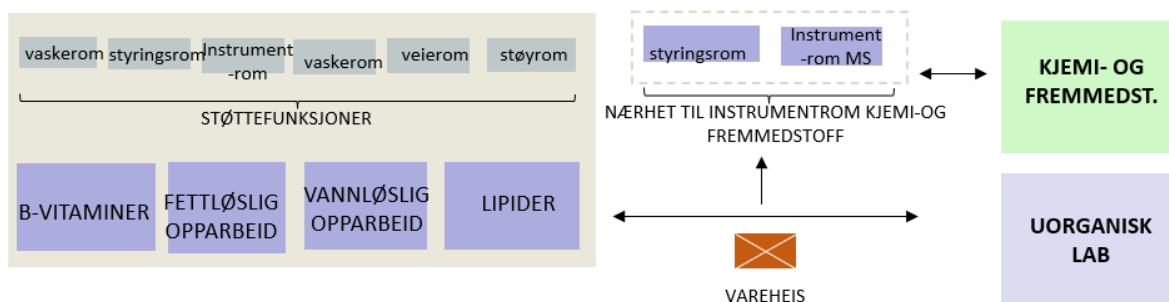 vaskerom
styringsrom
Instrument
-rom
vaskerom
veierom
støyrom
STØTTEFUNKSJONER
B-VITAMINER
FETTLØSLIG
OPPARBEID
VANNLØSLIG
OPPARBEID
LIPIDER
styringsrom
Instrument
-rom MS
NÆRHET TIL INSTRUMENTROM KJEMI-OG
FREMMEDSTOFF
VAREHEIS
KJEMI- OG
FREMMEDST.
UORGANISK
LAB